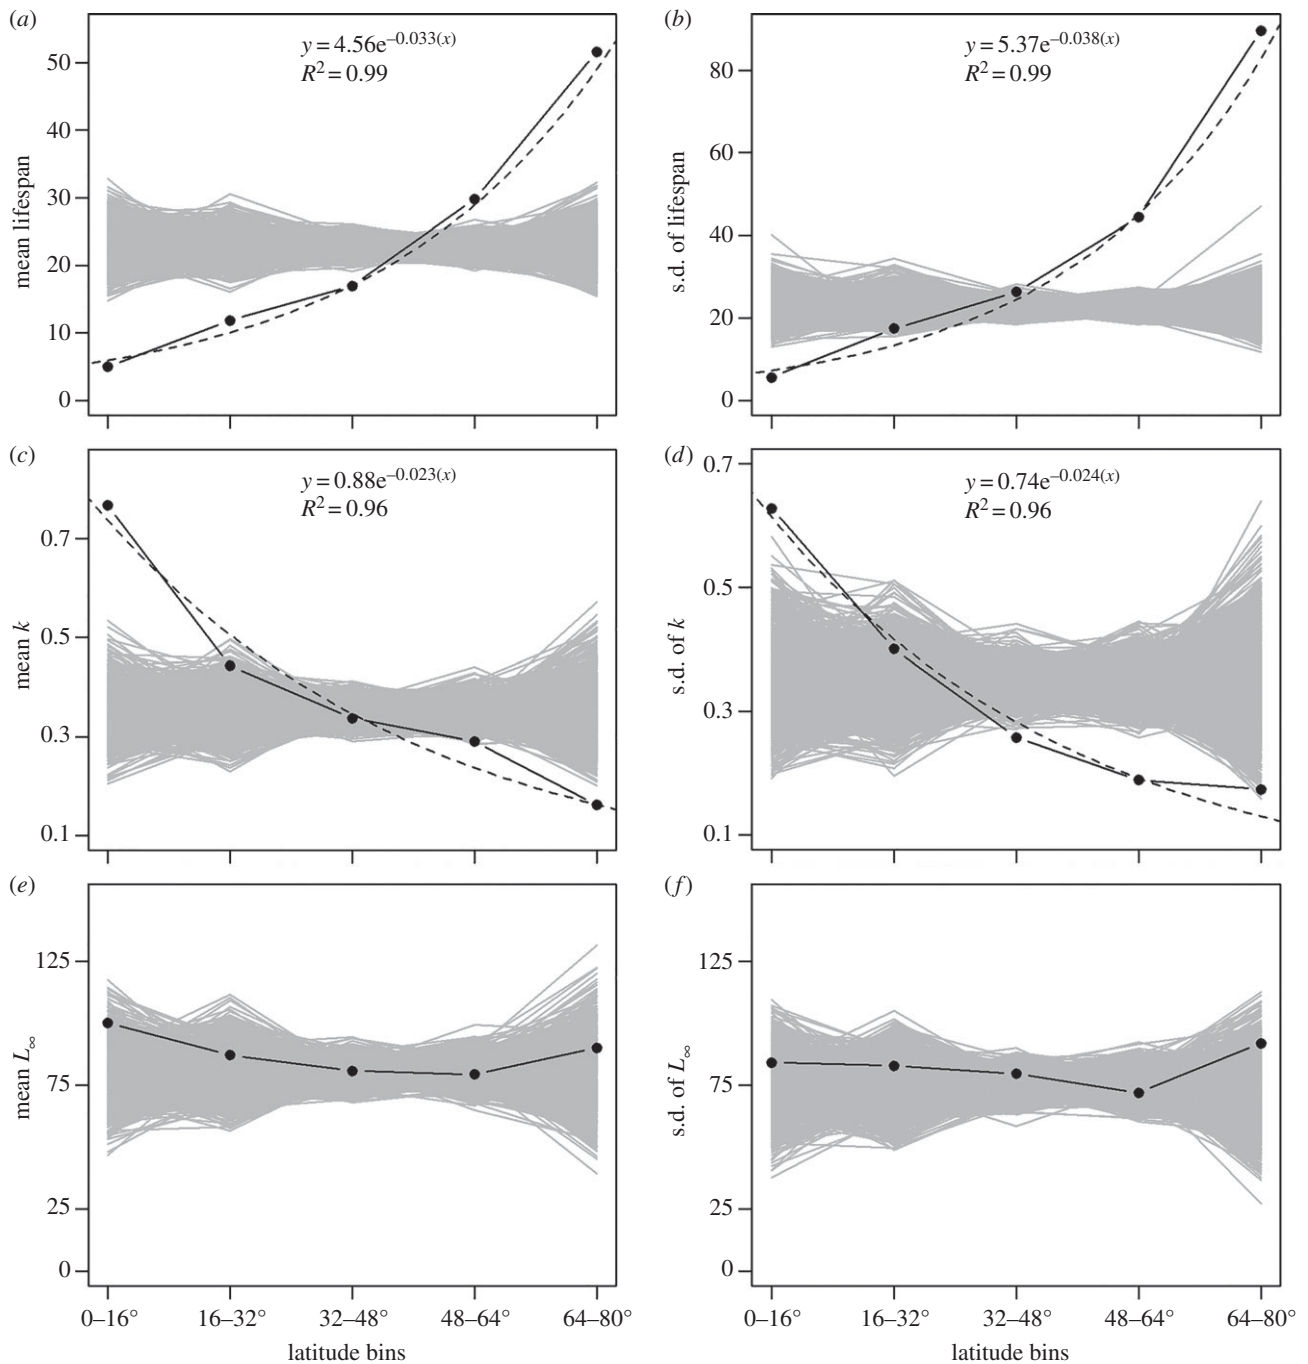 (a)
y = 4.56e–0.033(x)
R2 = 0.99
50
40
30
20
10
0
mean lifespan
(b)
y = 5.37e–0.038(x)
R2 = 0.99
80
60
40
20
0
s.d. of lifespan
(c)
y = 0.88e–0.023(x)
R2 = 0.96
0.7
0.5
0.3
0.1
mean k
(d)
y = 0.74e–0.024(x)
R2 = 0.96
0.7
0.5
0.3
0.1
s.d. of k
(e)
125
75
25
0
mean L∞
0–16° 16–32° 32–48° 48–64° 64–80°
latitude bins
(f)
125
75
25
0
s.d. of L∞
0–16° 16–32° 32–48° 48–64° 64–80°
latitude bins